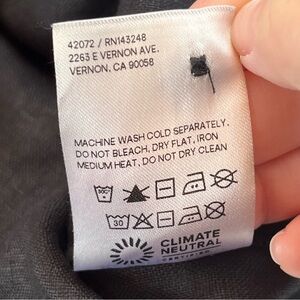 42072 / RN143248
2263 E VERNON AVE.
VERNON, CA 90058
MACHINE WASH COLD SEPARATELY.
DO NOT BLEACH, DRY FLAT, IRON
MEDIUM HEAT, DO NOT DRY CLEAN
30
CLIMATE
NEUTRAL
CERTIFIED